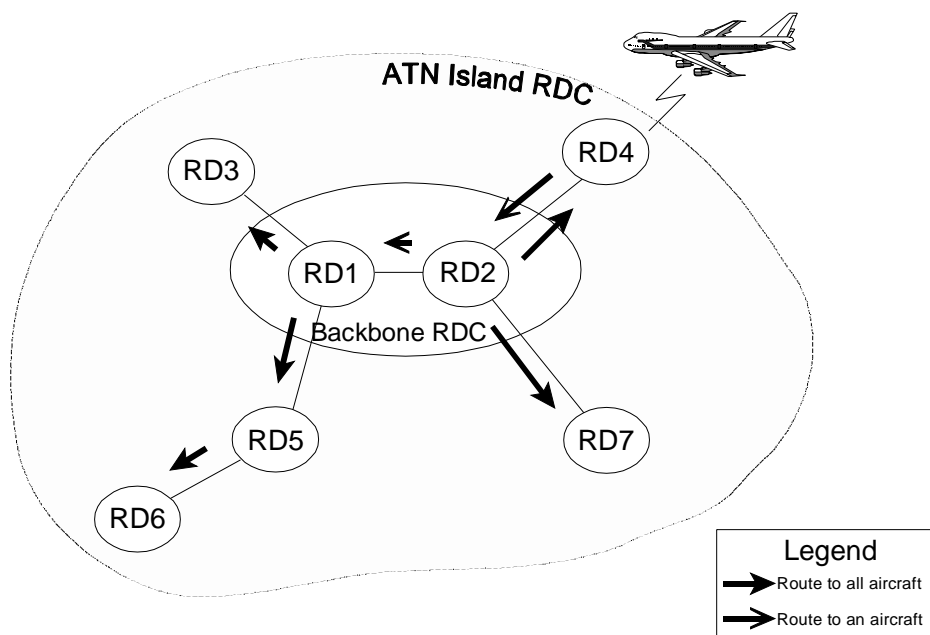 ATN Island RDC
RD4
RD3
RD1
RD2
Backbone RDC
RD5
RD7
RD6
Legend
Route to all aircraft
Route to an aircraft